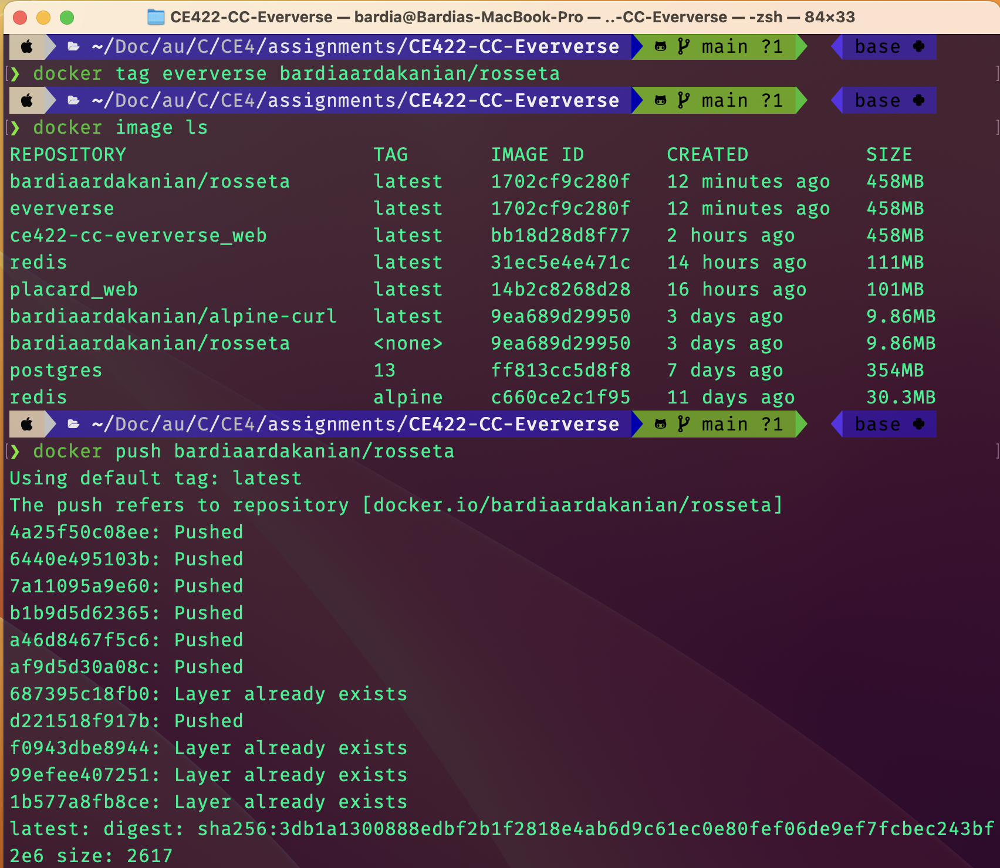 CE422-CC-Eververse — bardia@Bardias-MacBook-Pro — ..-CC-Eververse — -zsh — 84×33
~/Doc/au/C/CE4/assignments/CE422-CC-Eververse main ?1 base
❯ docker tag eververse bardiaardakanian/rosseta
~/Doc/au/C/CE4/assignments/CE422-CC-Eververse main ?1 base
❯ docker image ls
REPOSITORY TAG IMAGE ID CREATED SIZE
bardiaardakanian/rosseta latest 1702cf9c280f 12 minutes ago 458MB
eververse latest 1702cf9c280f 12 minutes ago 458MB
ce422-cc-eververse_web latest bb18d28d8f77 2 hours ago 458MB
redis latest 31ec5e4e471c 14 hours ago 111MB
placard_web latest 14b2c8268d28 16 hours ago 101MB
bardiaardakanian/alpine-curl latest 9ea689d29950 3 days ago 9.86MB
bardiaardakanian/rosseta <none> 9ea689d29950 3 days ago 9.86MB
postgres 13 ff813cc5d8f8 7 days ago 354MB
redis alpine c660ce2c1f95 11 days ago 30.3MB
~/Doc/au/C/CE4/assignments/CE422-CC-Eververse main ?1 base
❯ docker push bardiaardakanian/rosseta
Using default tag: latest
The push refers to repository [docker.io/bardiaardakanian/rosseta]
4a25f50c08ee: Pushed
6440e495103b: Pushed
7a11095a9e60: Pushed
b1b9d5d62365: Pushed
a46d8467f5c6: Pushed
af9d5d30a08c: Pushed
687395c18fb0: Layer already exists
d221518f917b: Pushed
f0943dbe8944: Layer already exists
99efee407251: Layer already exists
1b577a8fb8ce: Layer already exists
latest: digest: sha256:3db1a1300888edbf2b1f2818e4ab6d9c61ec0e80fef06de9ef7fcbec243bf
2e6 size: 2617